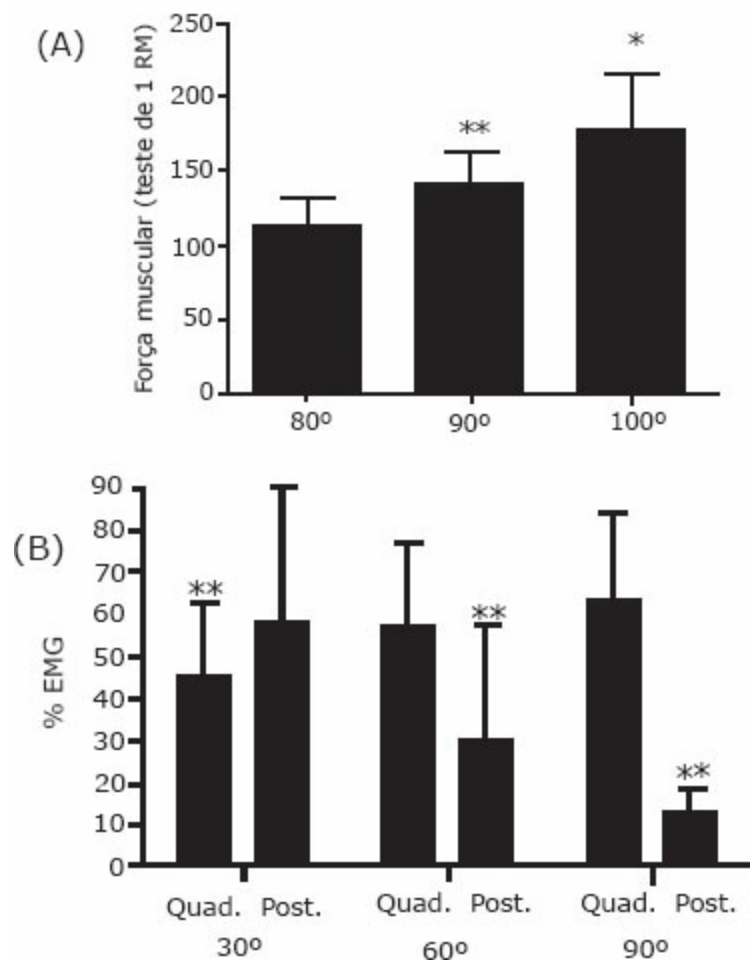 (A)
Força muscular (teste de 1 RM)
250
200
150
100
50
0
**
*
80º
90º
100º
(B)
% EMG
90
80
70
60
50
40
30
20
10
0
**
**
**
Quad. Post.
Quad. Post.
Quad. Post.
30º
60º
90º